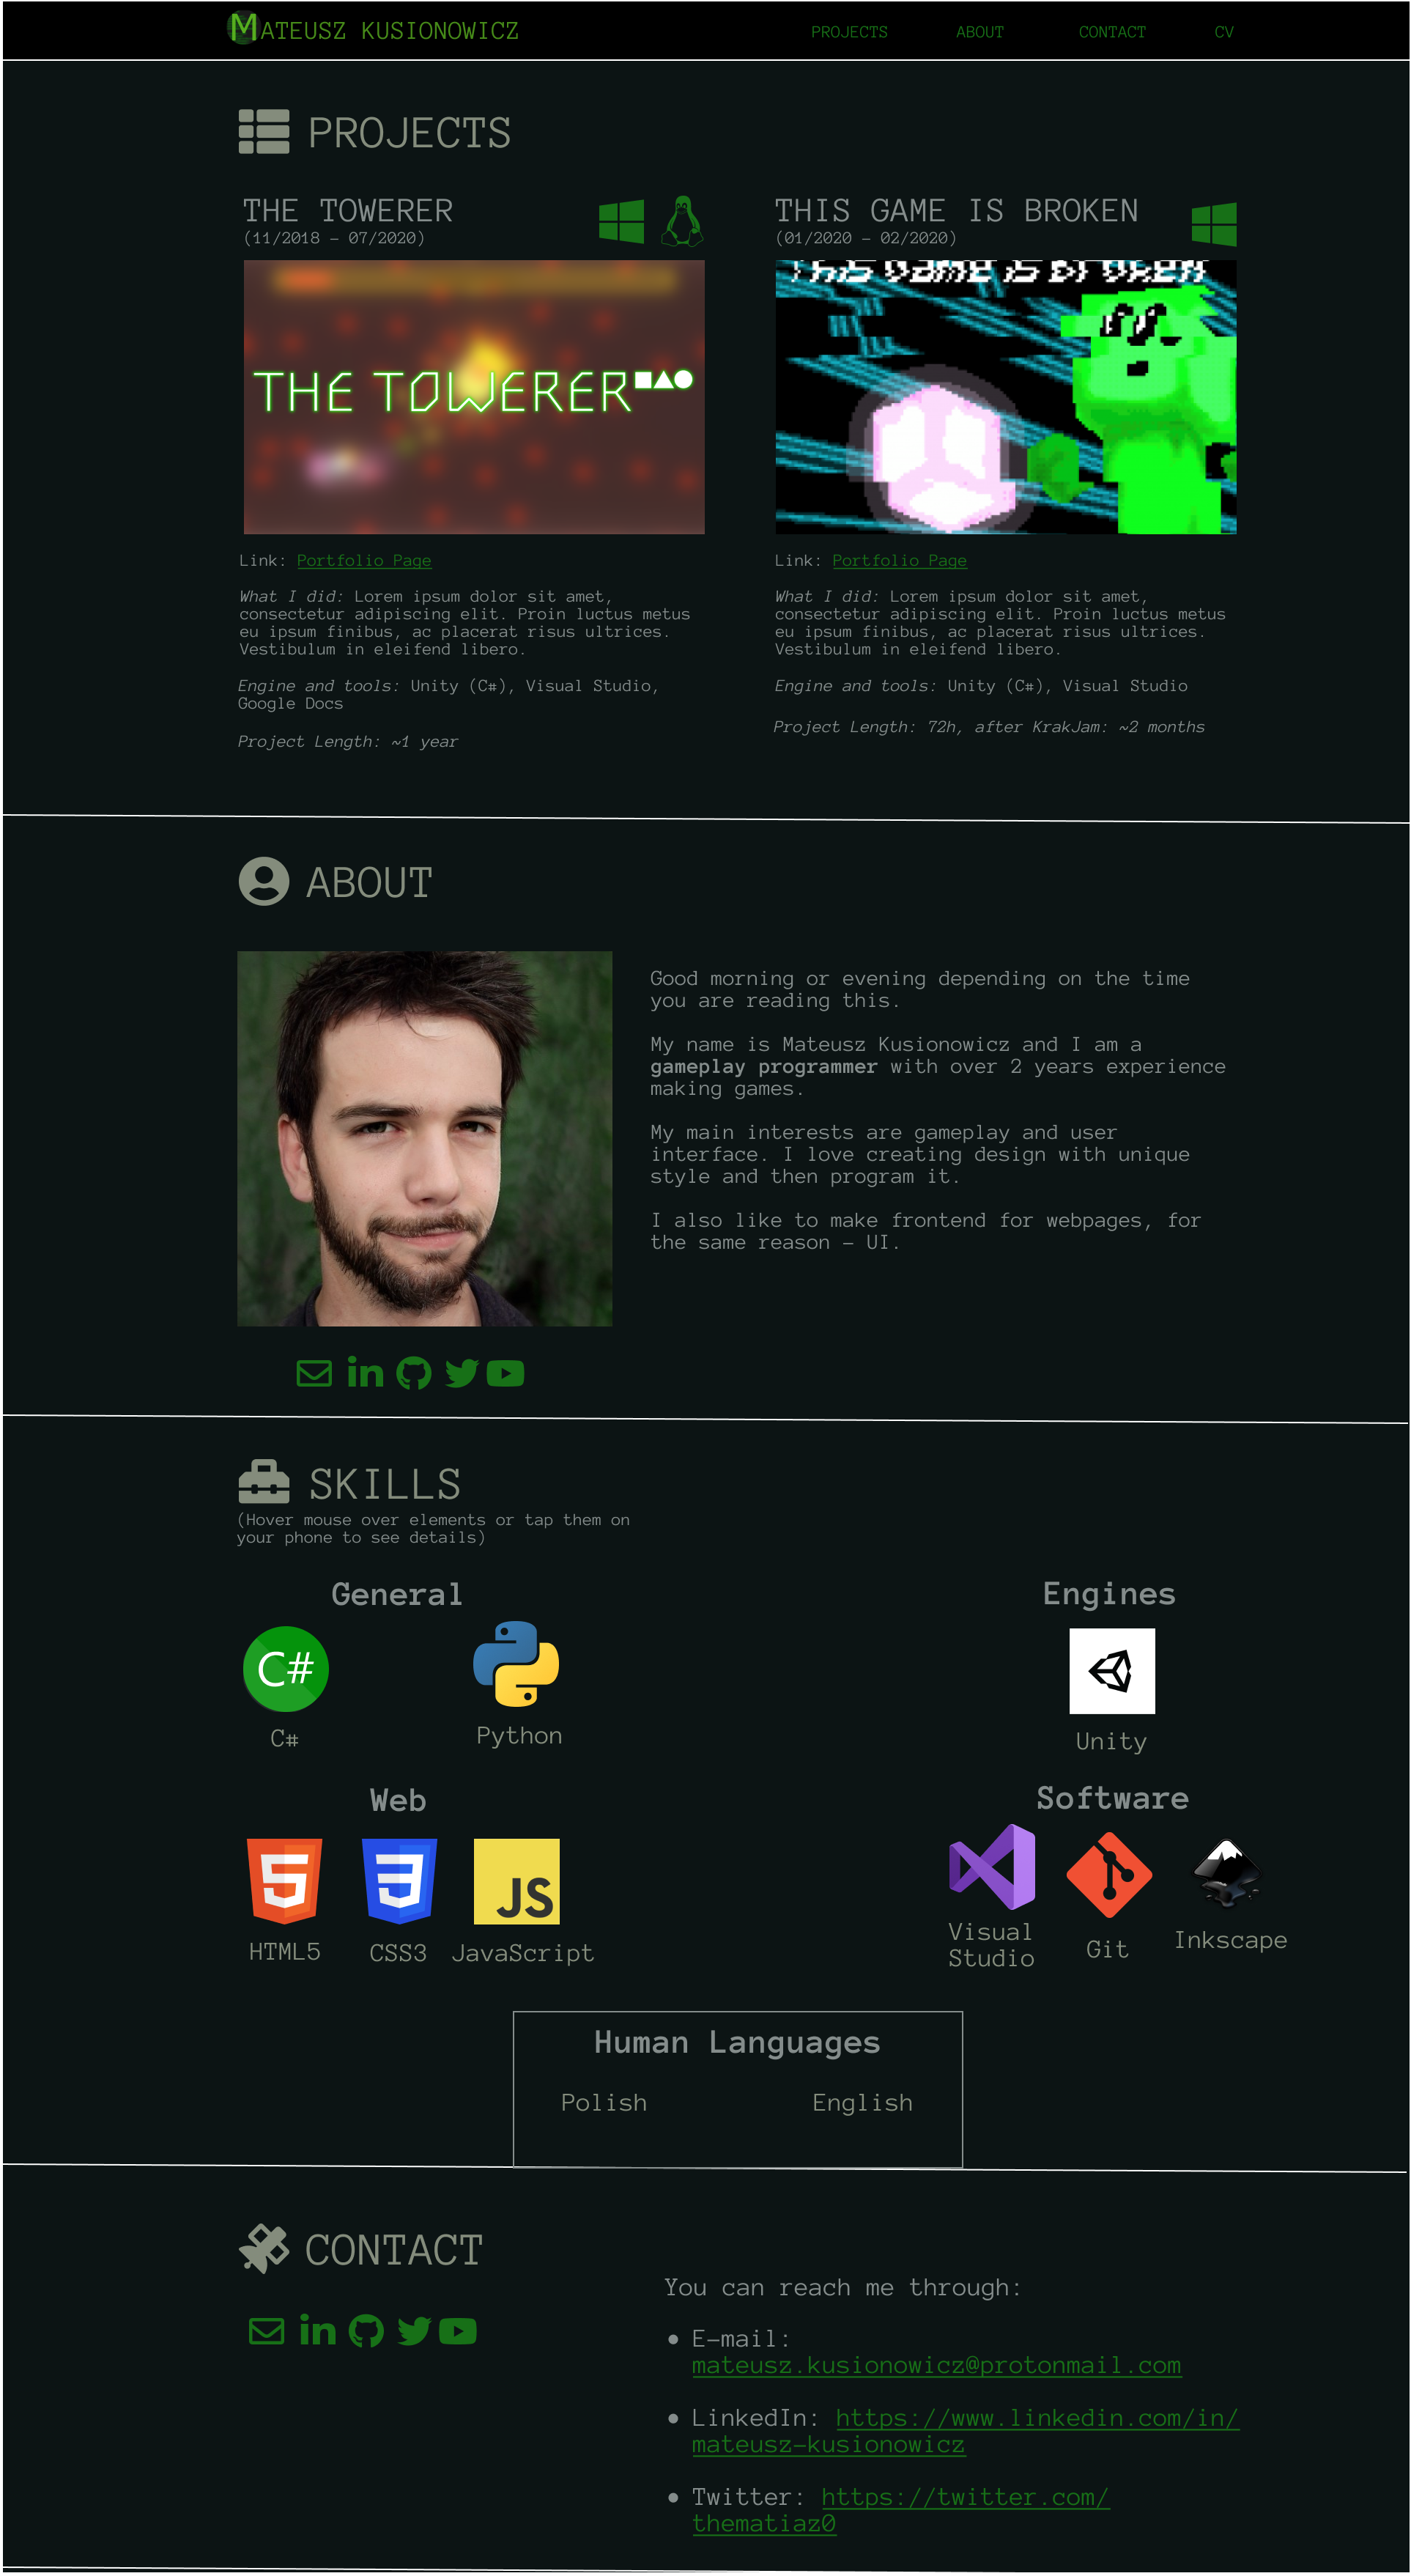 MATEUSZ KUSIONOWICZ
PROJECTS ABOUT CONTACT CV
PROJECTS
THE TOWERER
(11/2018 - 07/2020)
THE TOWERER
Link: Portfolio Page
What I did: Lorem ipsum dolor sit amet,
consectetur adipiscing elit. Proin luctus metus
eu ipsum finibus, ac placerat risus ultrices.
Vestibulum in eleifend libero.
Engine and tools: Unity (C#), Visual Studio,
Google Docs
Project Length: ~1 year
THIS GAME IS BROKEN
(01/2020 - 02/2020)
This Game is Broken
Link: Portfolio Page
What I did: Lorem ipsum dolor sit amet,
consectetur adipiscing elit. Proin luctus metus
eu ipsum finibus, ac placerat risus ultrices.
Vestibulum in eleifend libero.
Engine and tools: Unity (C#), Visual Studio
Project Length: 72h, after KrakJam: ~2 months
ABOUT
Good morning or evening depending on the time
you are reading this.
My name is Mateusz Kusionowicz and I am a
gameplay programmer with over 2 years experience
making games.
My main interests are gameplay and user
interface. I love creating design with unique
style and then program it.
I also like to make frontend for webpages, for
the same reason - UI.
in
SKILLS
(Hover mouse over elements or tap them on
your phone to see details)
General
C#
C#
Python
Engines
Unity
Web
5
3
JS
HTML5
CSS3
JavaScript
Software
Visual
Studio
Git
Inkscape
Human Languages
Polish
English
CONTACT
in
You can reach me through:
• E-mail:
mateusz.kusionowicz@protonmail.com
• LinkedIn: https://www.linkedin.com/in/
mateusz-kusionowicz
• Twitter: https://twitter.com/
thematiaz0